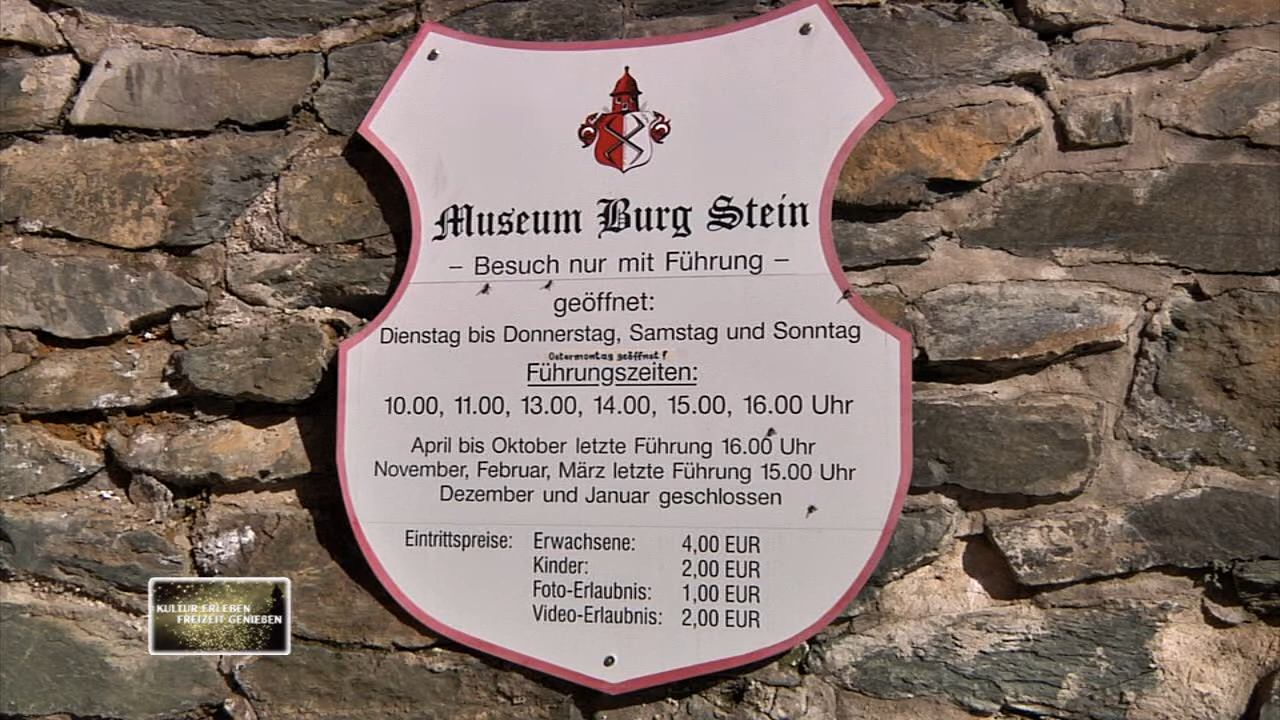 Museum Burg Stein
– Besuch nur mit Führung –
geöffnet:
Dienstag bis Donnerstag, Samstag und Sonntag
Ostermontag geöffnet!
Führungszeiten:
10.00, 11.00, 13.00, 14.00, 15.00, 16.00 Uhr
April bis Oktober letzte Führung 16.00 Uhr
November, Februar, März letzte Führung 15.00 Uhr
Dezember und Januar geschlossen
Eintrittspreise: Erwachsene: 4,00 EUR
Kinder: 2,00 EUR
Foto-Erlaubnis: 1,00 EUR
Video-Erlaubnis: 2,00 EUR
KULTUR ERLEBEN
FREIZEIT GENIEßEN